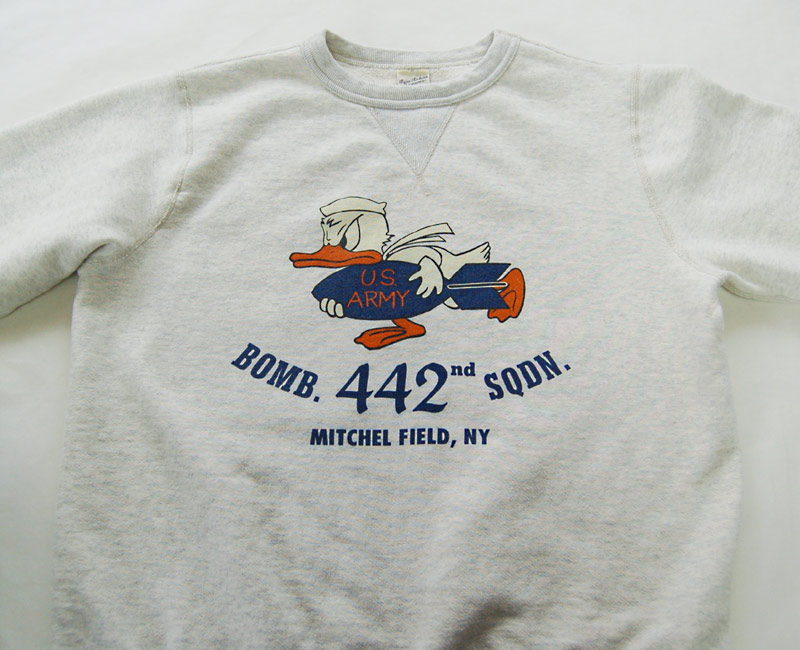 U.S.
ARMY
BOMB. 442nd SQDN.
MITCHEL FIELD, NY